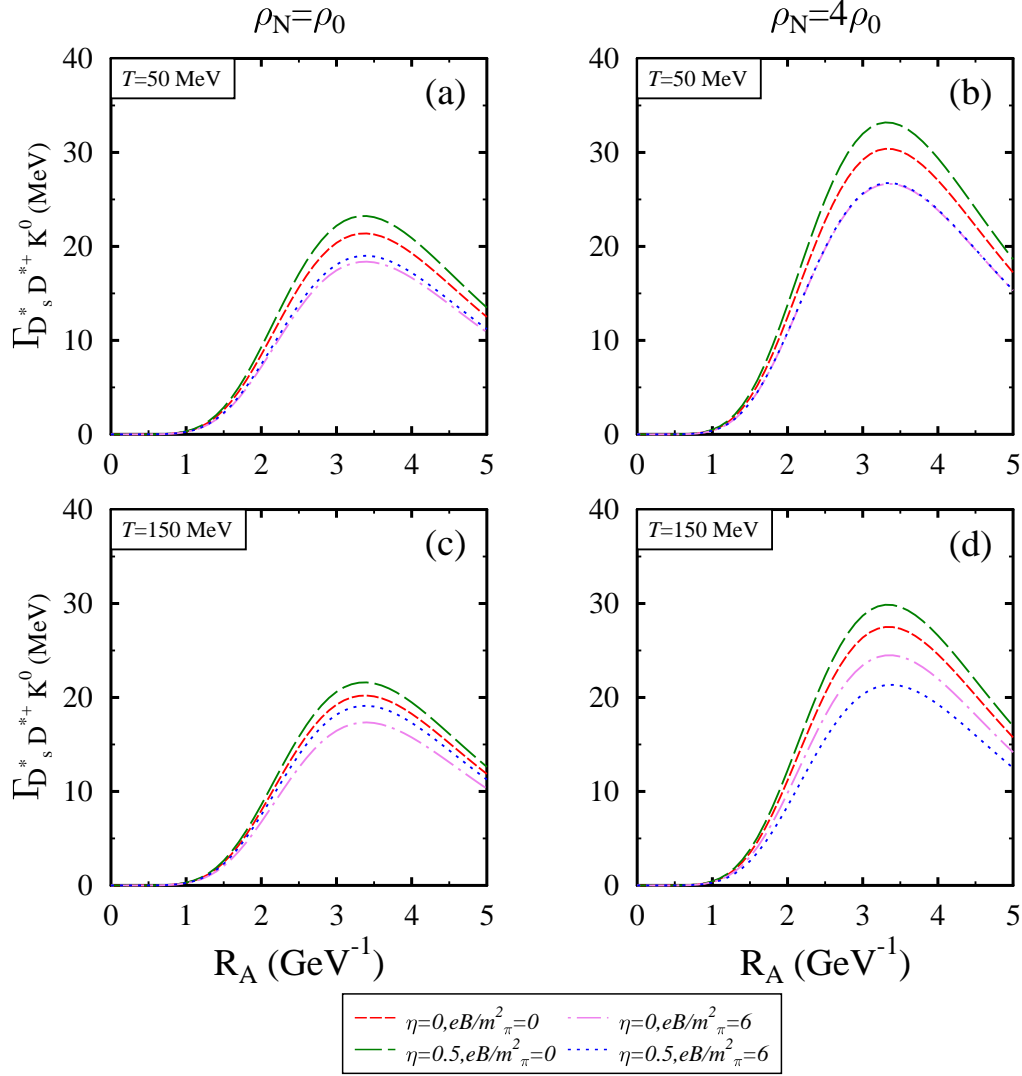 ρN=ρ0
ρN=4ρ0
T=50 MeV
(a)
T=50 MeV
(b)
40
30
20
10
0
0 1 2 3 4 5
40
30
20
10
0
0 1 2 3 4 5
Γ D*s D*+ K0 (MeV)
T=150 MeV
(c)
T=150 MeV
(d)
40
30
20
10
0
0 1 2 3 4 5
40
30
20
10
0
0 1 2 3 4 5
Γ D*s D*+ K0 (MeV)
RA (GeV-1)
RA (GeV-1)
η=0,eB/m2π=0
η=0,eB/m2π=6
η=0.5,eB/m2π=0
η=0.5,eB/m2π=6